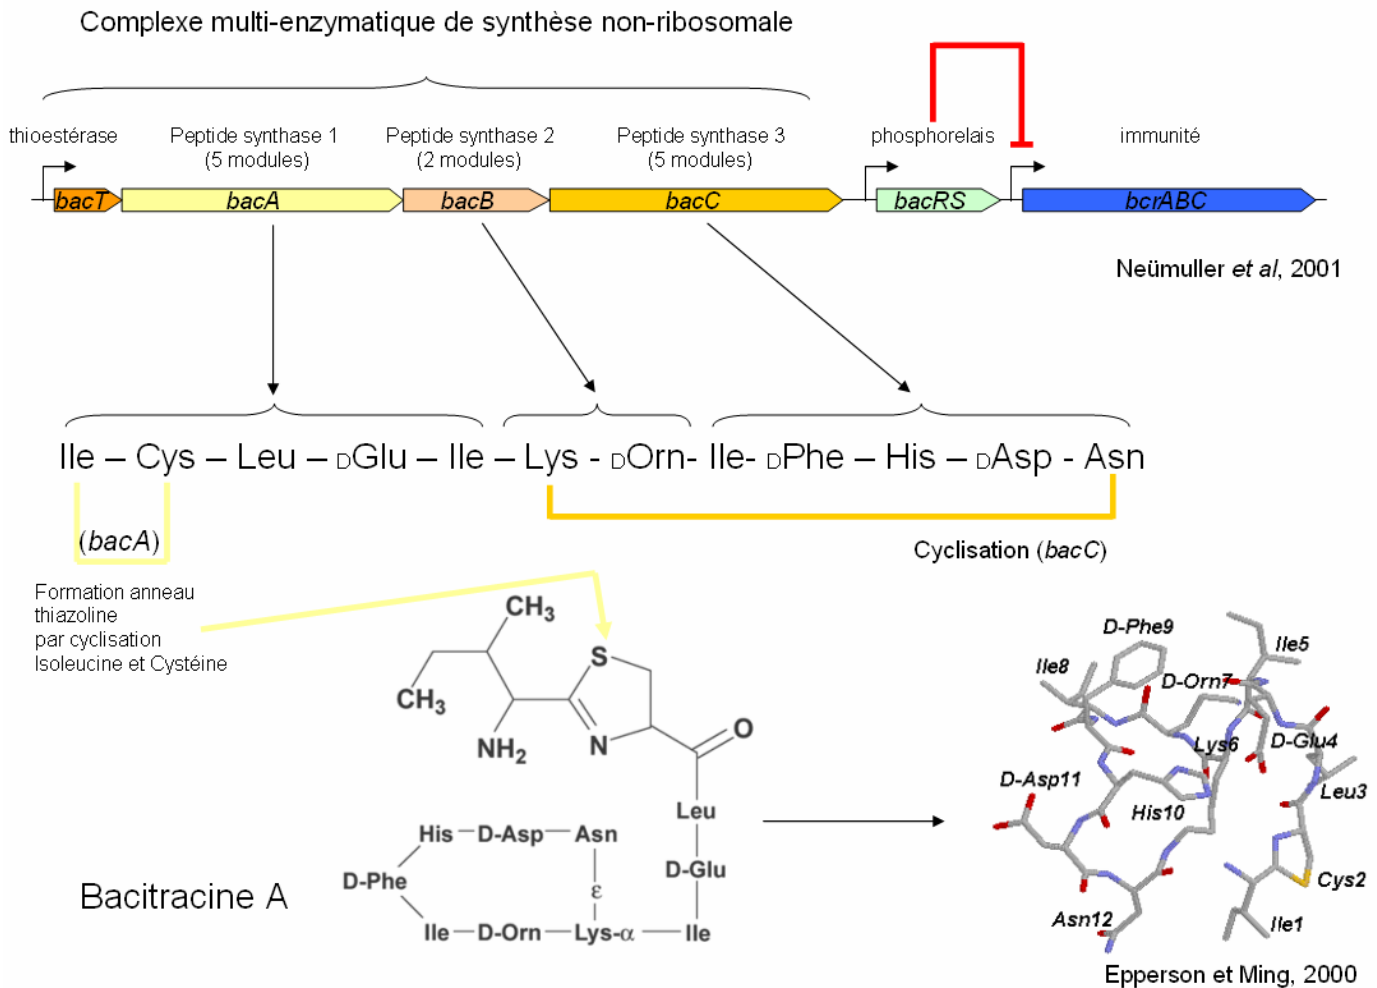 Complexe multi-enzymatique de synthèse non-ribosomale
thioestérase
Peptide synthase 1
(5 modules)
Peptide synthase 2
(2 modules)
Peptide synthase 3
(5 modules)
phosphorelais
immunité
bacT
bacA
bacB
bacC
bacRS
bcrABC
Neümuller et al, 2001
Ile – Cys – Leu – DGlu – Ile – Lys - DOrn- Ile- DPhe – His – DAsp - Asn
(bacA)
Cyclisation (bacC)
Formation anneau
thiazoline
par cyclisation
Isoleucine et Cystéine
CH3
CH3
S
N
NH2
O
Leu
D-Glu
Ile
His – D-Asp – Asn
D-Phe
ε
Ile – D-Orn – Lys-α – Ile
Bacitracine A
D-Phe9
Ile5
Ile8
D-Orn7
Lys6
D-Glu4
D-Asp11
His10
Leu3
Cys2
Asn12
Ile1
Epperson et Ming, 2000